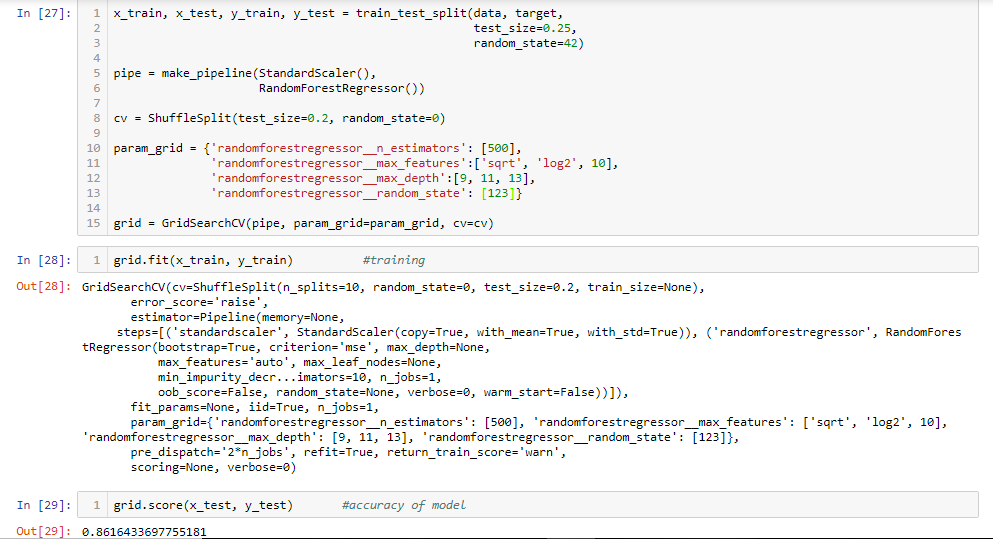 In [27]:
1 x_train, x_test, y_train, y_test = train_test_split(data, target,
2 test_size=0.25,
3 random_state=42)
4
5 pipe = make_pipeline(StandardScaler(),
6 RandomForestRegressor())
7
8 cv = ShuffleSplit(test_size=0.2, random_state=0)
9
10 param_grid = {'randomforestregressor__n_estimators': [500],
11 'randomforestregressor__max_features':['sqrt', 'log2', 10],
12 'randomforestregressor__max_depth':[9, 11, 13],
13 'randomforestregressor__random_state': [123]}
14
15 grid = GridSearchCV(pipe, param_grid=param_grid, cv=cv)
In [28]: 1 grid.fit(x_train, y_train) #training
Out[28]: GridSearchCV(cv=ShuffleSplit(n_splits=10, random_state=0, test_size=0.2, train_size=None),
error_score='raise',
estimator=Pipeline(memory=None,
steps=[('standardscaler', StandardScaler(copy=True, with_mean=True, with_std=True)), ('randomforestregressor', RandomFores
tRegressor(bootstrap=True, criterion='mse', max_depth=None,
max_features='auto', max_leaf_nodes=None,
min_impurity_decr...imators=10, n_jobs=1,
oob_score=False, random_state=None, verbose=0, warm_start=False))]),
fit_params=None, iid=True, n_jobs=1,
param_grid={'randomforestregressor__n_estimators': [500], 'randomforestregressor__max_features': ['sqrt', 'log2', 10],
'randomforestregressor__max_depth': [9, 11, 13], 'randomforestregressor__random_state': [123]},
pre_dispatch='2*n_jobs', refit=True, return_train_score='warn',
scoring=None, verbose=0)
In [29]: 1 grid.score(x_test, y_test) #accuracy of model
Out[29]: 0.8616433697755181